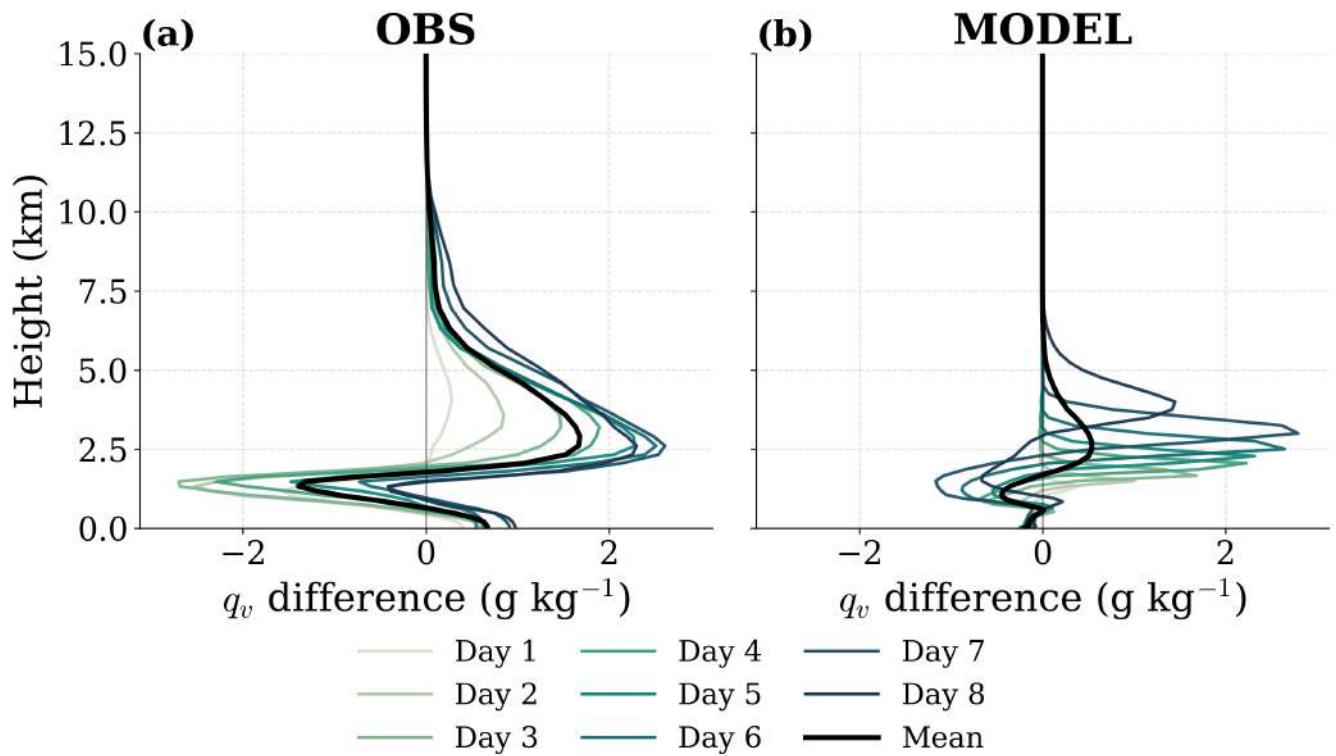 (a) OBS
(b) MODEL
Height (km)
15.0
12.5
10.0
7.5
5.0
2.5
0.0
−2 0 2
−2 0 2
q_v difference (g kg⁻¹)
q_v difference (g kg⁻¹)
Day 1 Day 4 Day 7
Day 2 Day 5 Day 8
Day 3 Day 6 Mean